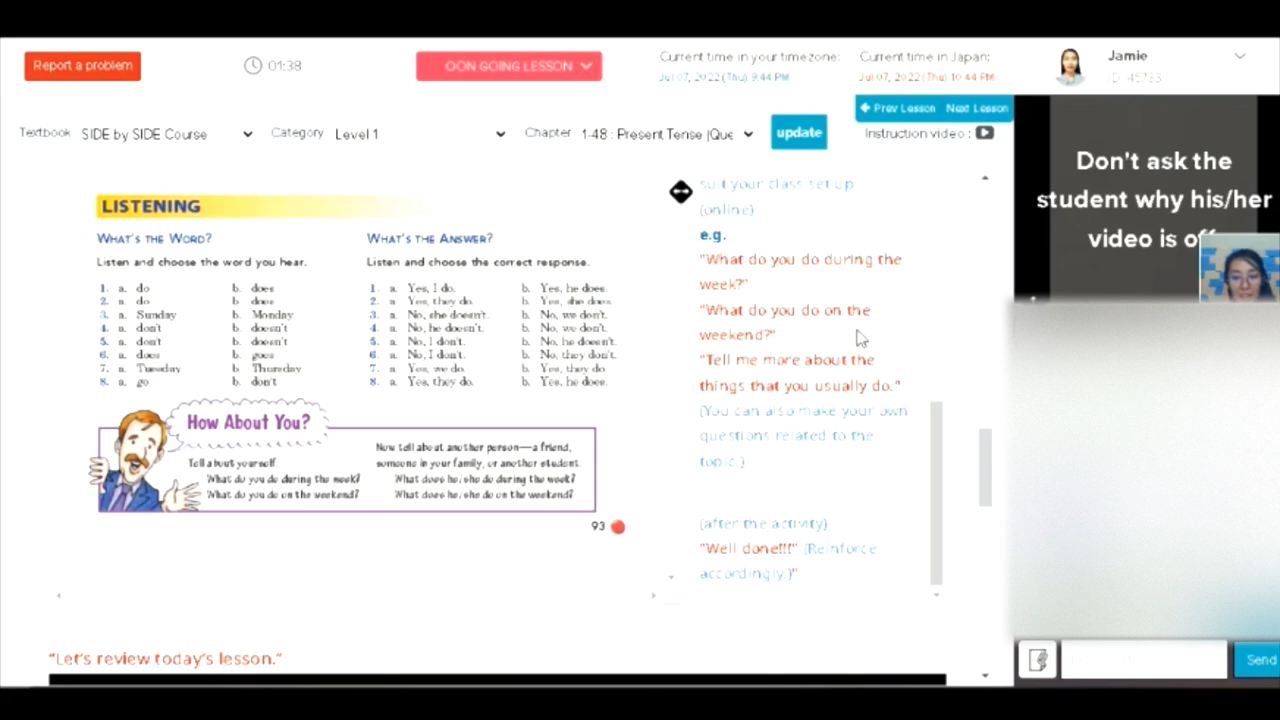 Report a problem
01:38
OON GOING LESSON
Current time in your timezone:
Jul 07, 2022 (Thu) 9:44 PM
Current time in Japan:
Jul 07, 2022 (Thu) 10:44 PM
Jamie
Prev Lesson Next Lesson
Textbook SIDE by SIDE Course
Category Level 1
Chapter 1-48 : Present Tense (Que
update
Instruction video :
Don't ask the
student why his/her
video is
LISTENING
WHAT'S THE WORD?
Listen and choose the word you hear.
1. a. do b. does
2. a. do b. does
3. a. Sunday b. Monday
4. a. don't b. doesn't
5. a. don't b. doesn't
6. a. does b. goes
7. a. Tuesday b. Thursday
8. a. go b. don't
WHAT'S THE ANSWER?
Listen and choose the correct response.
1. a. Yes, I do. b. Yes, he does.
2. a. Yes, they do. b. Yes, she does.
3. a. No, she doesn't. b. No, we don't.
4. a. No, he doesn't. b. No, we don't.
5. a. No, I don't. b. No, he doesn't.
6. a. No, I don't. b. No, they don't.
7. a. Yes, we do. b. Yes, they do
8. a. Yes, they do. b. Yes, he does.
How About You?
Tell about yourself
What do you do during the week?
What do you do on the weekend?
Now tell about another person—a friend,
someone in your family, or another student.
What does he/she do during the week?
What does he/she do on the weekend?
93
suit your class set up
(online)
e.g.
"What do you do during the
week?"
"What do you do on the
weekend?"
"Tell me more about the
things that you usually do."
(You can also make your own
questions related to the
topic.)
(after the activity)
"Well done!!!" (Reinforce
accordingly.)"
"Let's review today's lesson."
Send